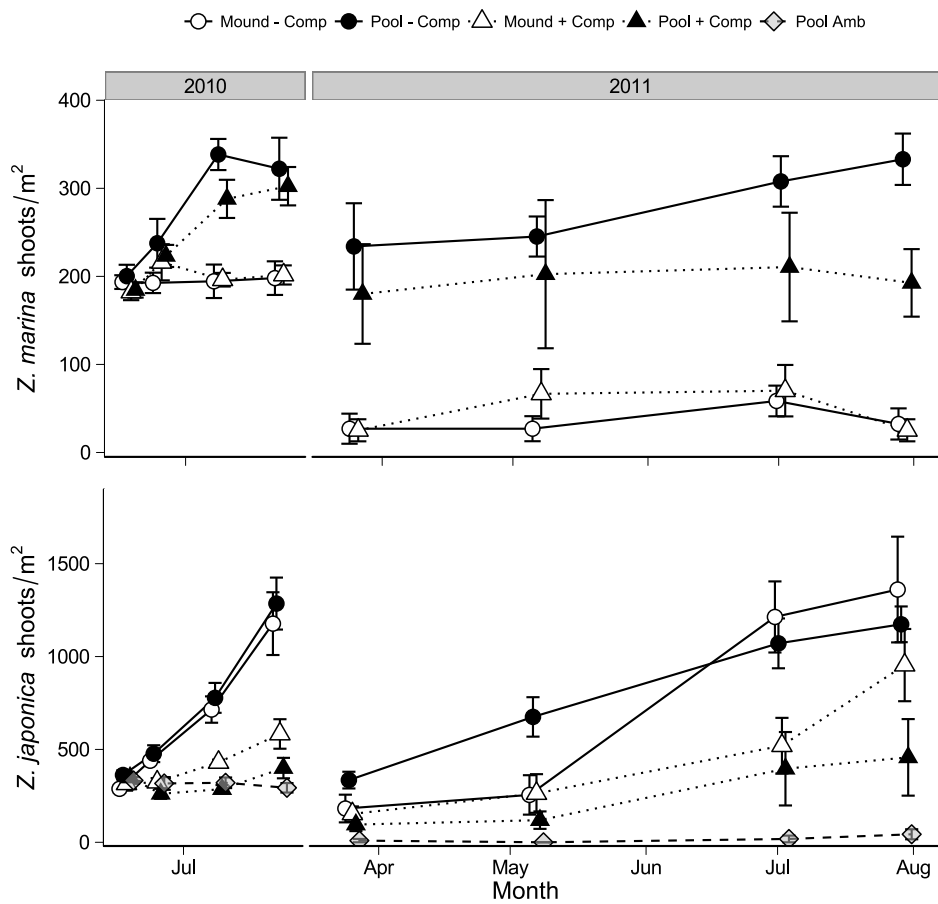 Mound - Comp Pool - Comp Mound + Comp Pool + Comp Pool Amb
2010 2011
400
300
200
100
0
Z. marina shoots/m²
1500
1000
500
0
Z. japonica shoots/m²
Jul Apr May Jun Jul Aug
Month